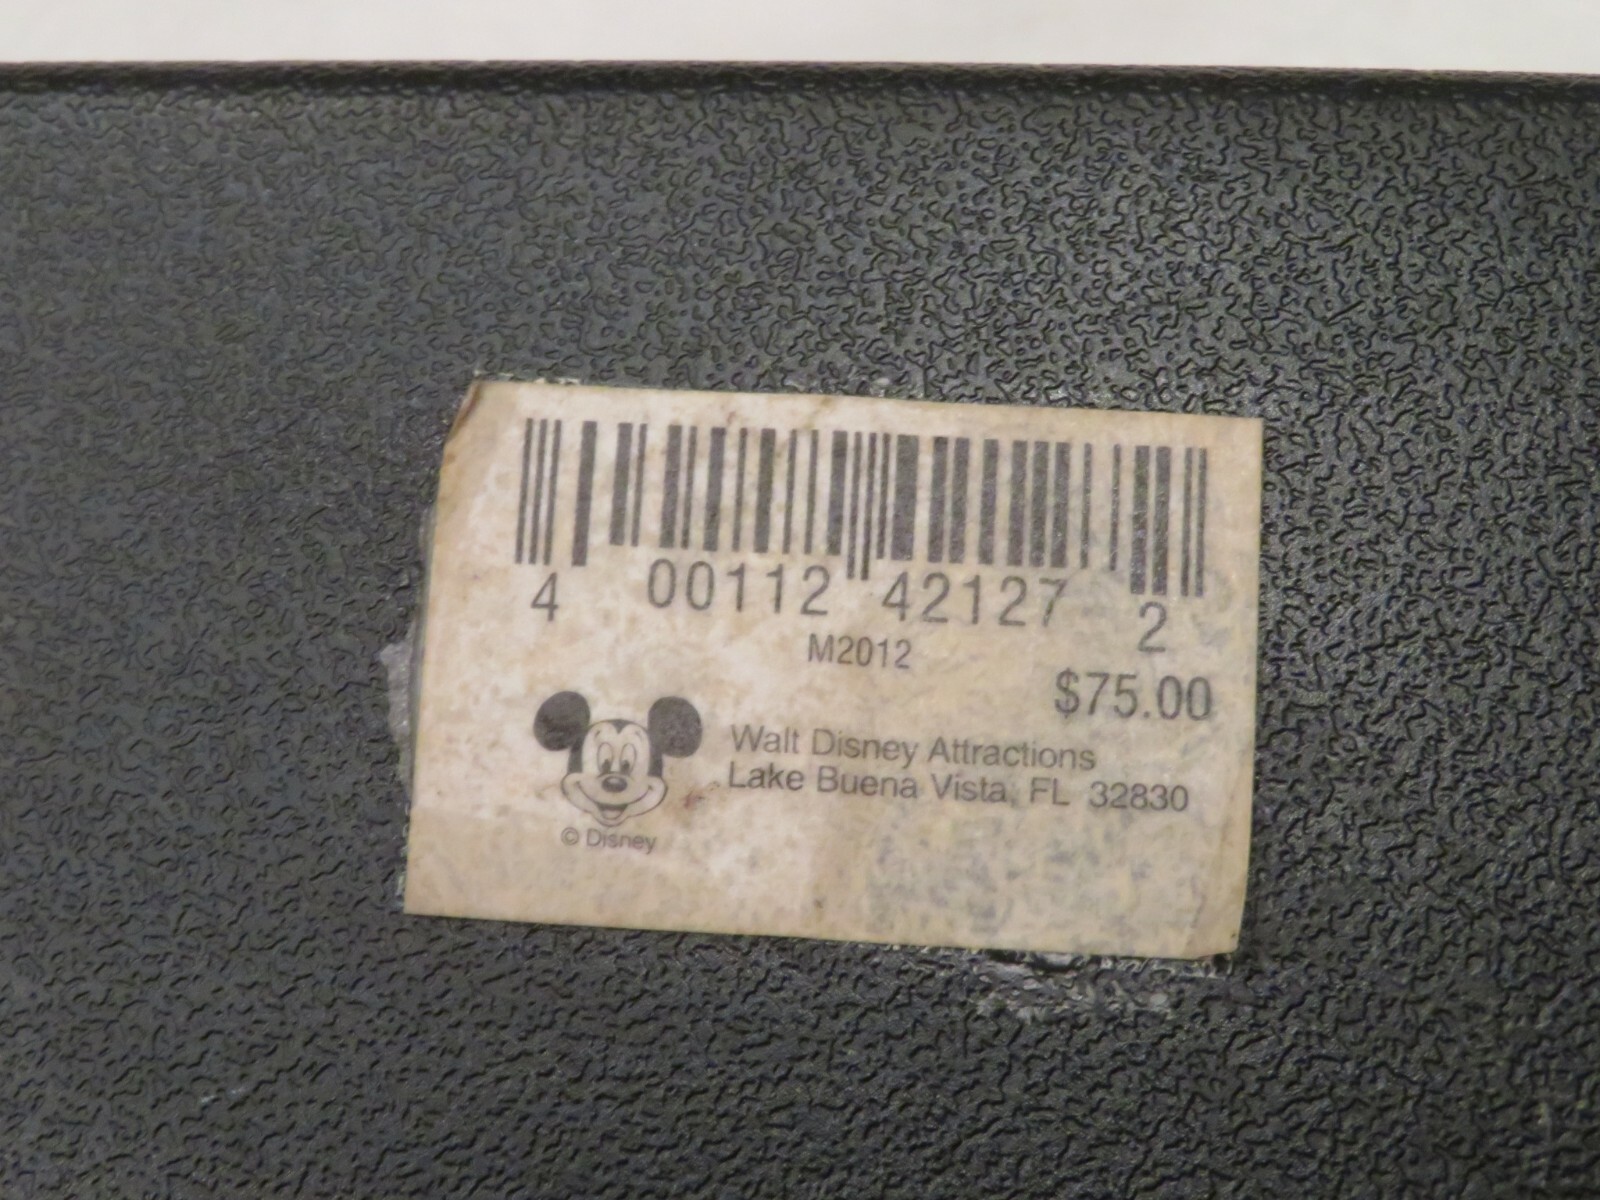 4 00112 42127 2
M2012
$75.00
Walt Disney Attractions
Lake Buena Vista, FL 32830
© Disney